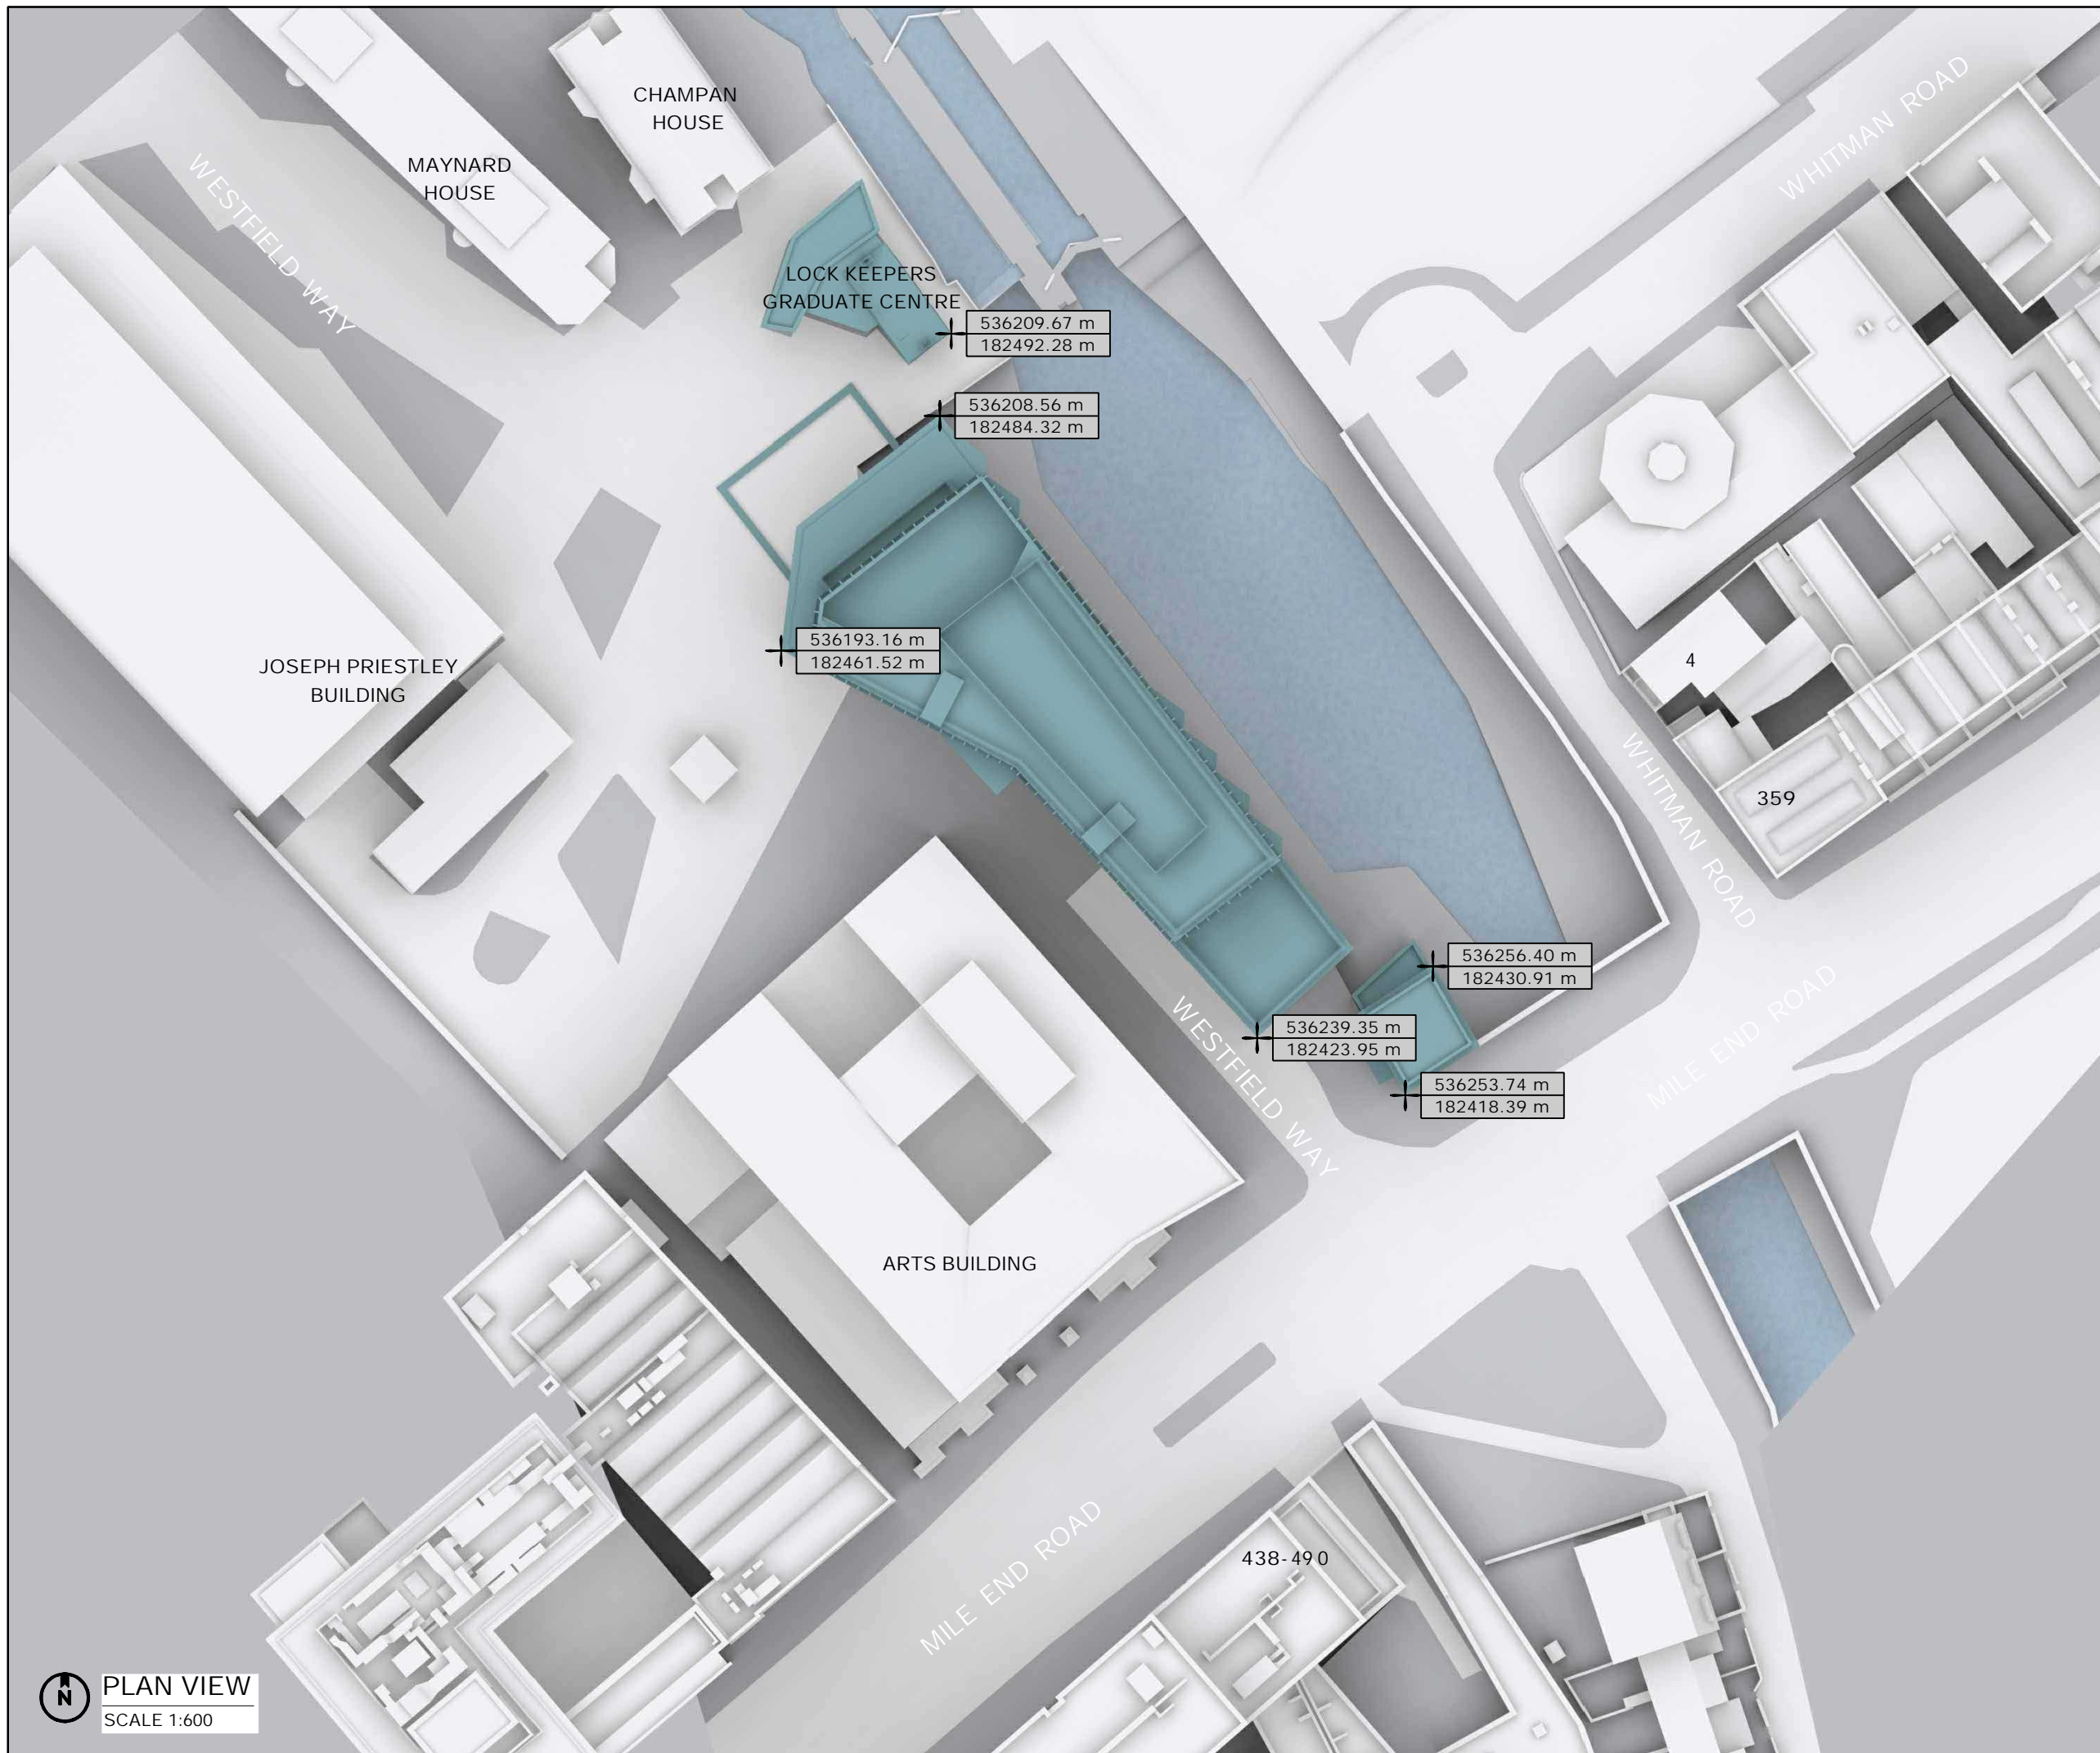 CHAMPAN
HOUSE
WHITMAN ROAD
MAYNARD
HOUSE
WESTFIELD WAY
LOCK KEEPERS
GRADUATE CENTRE
536209.67 m
182492.28 m
536208.56 m
182484.32 m
536193.16 m
182461.52 m
JOSEPH PRIESTLEY
BUILDING
4
359
WHITMAN ROAD
536256.40 m
182430.91 m
MILE END ROAD
536239.35 m
182423.95 m
WESTFIELD WAY
536253.74 m
182418.39 m
ARTS BUILDING
438-490
MILE END ROAD
N
PLAN VIEW
SCALE 1:600